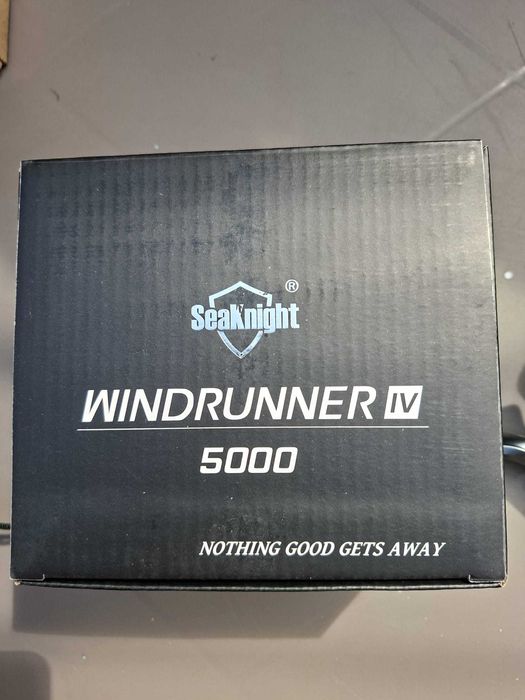 ®
SeaKnight
WINDRUNNER IV
5000
NOTHING GOOD GETS AWAY